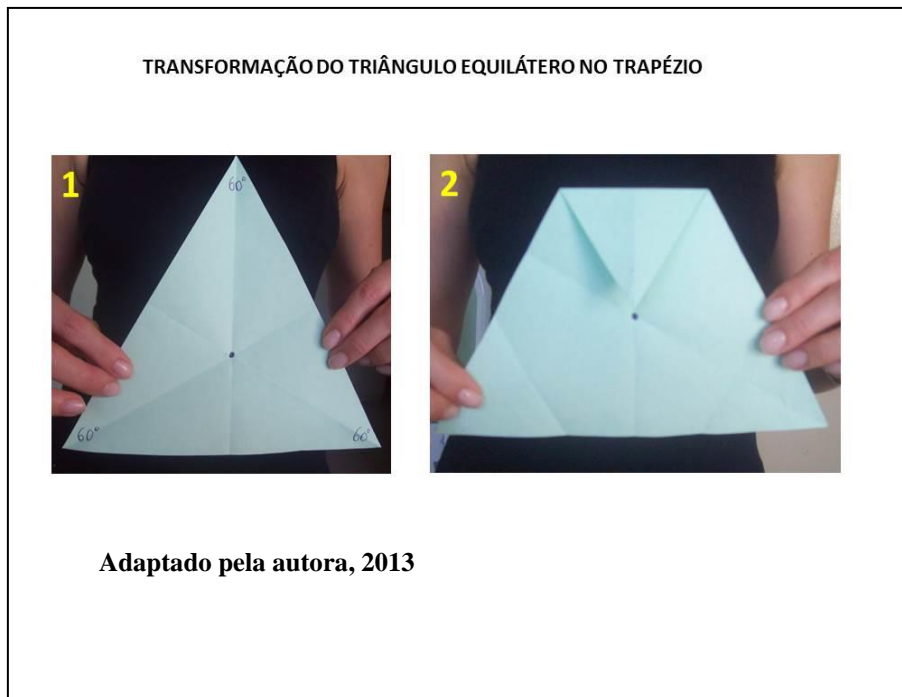 TRANSFORMAÇÃO DO TRIÂNGULO EQUILÁTERO NO TRAPÉZIO
1
2
60°
60°
60°
Adaptado pela autora, 2013